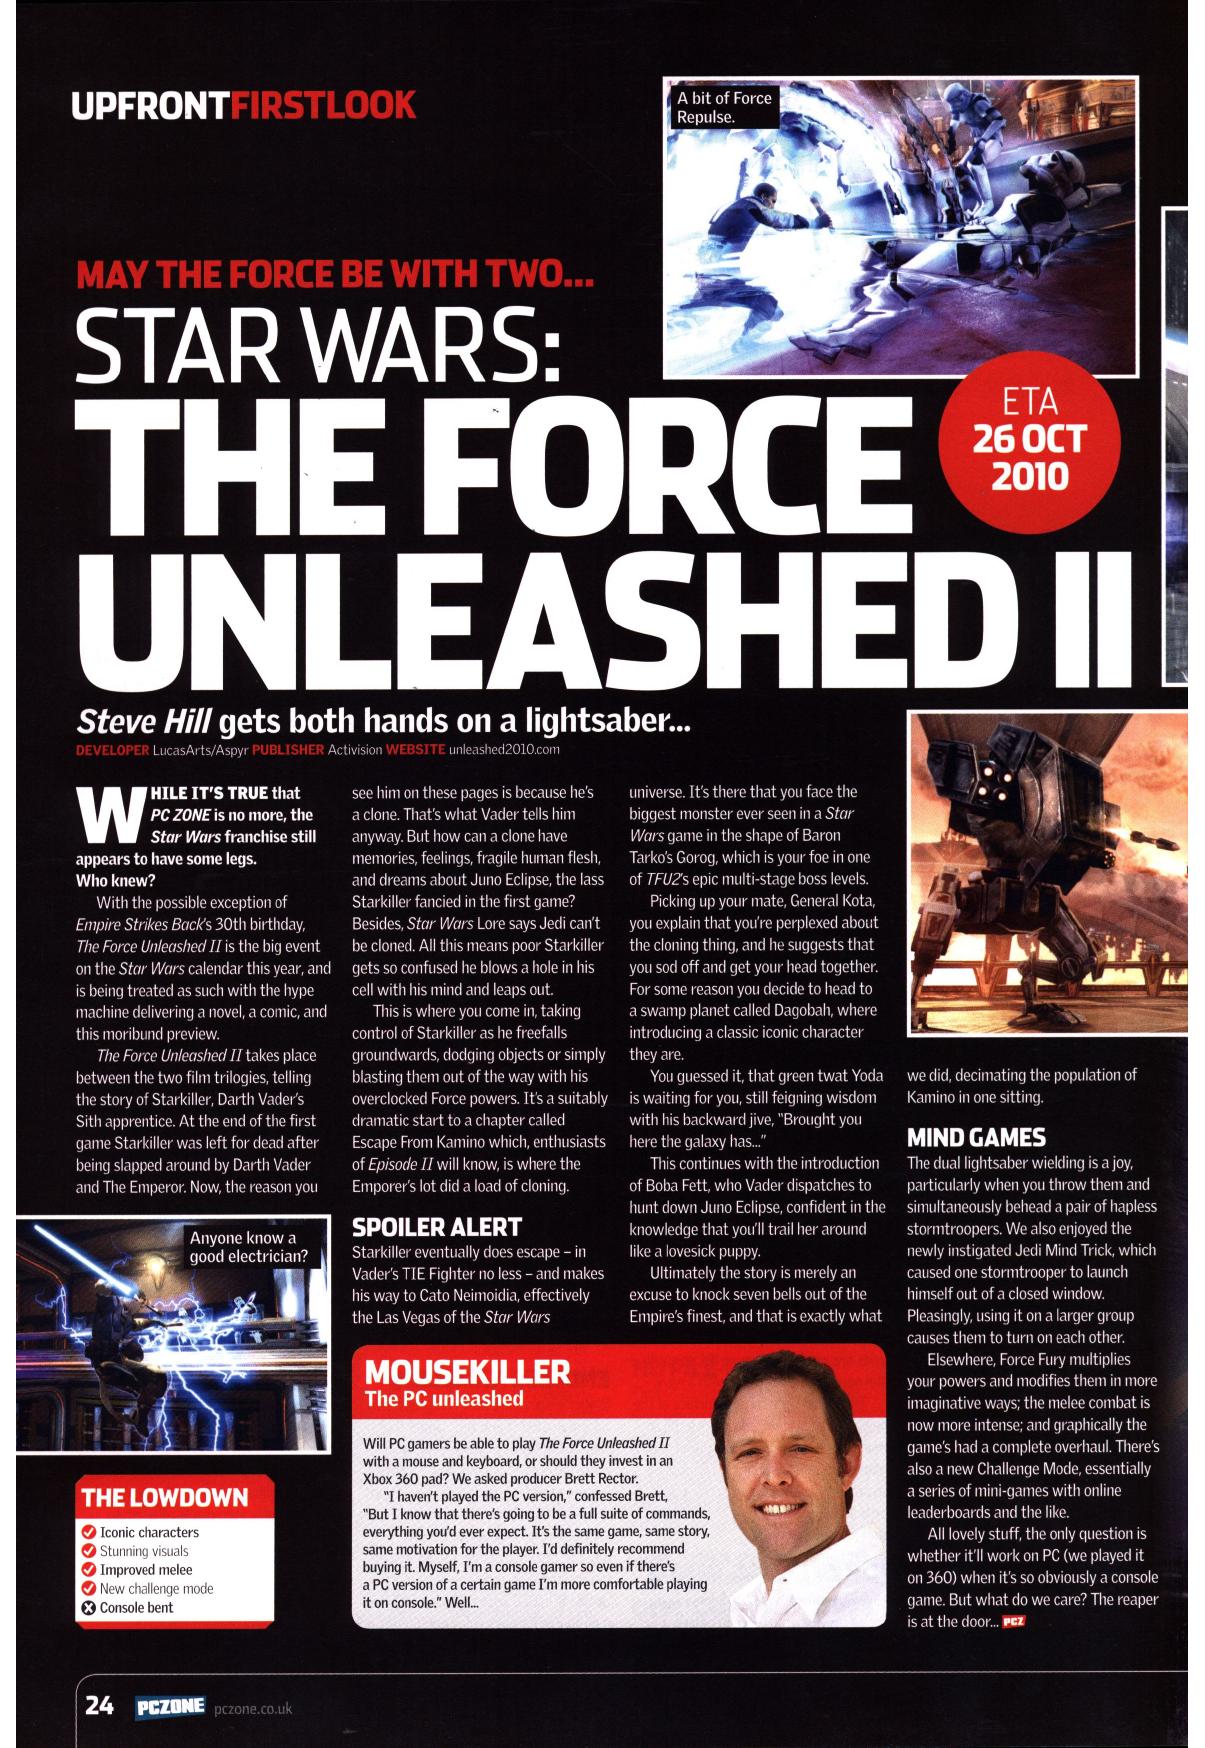 UPFRONTFIRSTLOOK
A bit of Force
Repulse.
MAY THE FORCE BE WITH TWO...
STAR WARS:
THE FORCE
UNLEASHED II
ETA
26 OCT
2010
Steve Hill gets both hands on a lightsaber...
DEVELOPER LucasArts/Aspyr PUBLISHER Activision WEBSITE unleashed2010.com
WHILE IT'S TRUE that
PC ZONE is no more, the
Star Wars franchise still
appears to have some legs.
Who knew?
With the possible exception of
Empire Strikes Back's 30th birthday,
The Force Unleashed II is the big event
on the Star Wars calendar this year, and
is being treated as such with the hype
machine delivering a novel, a comic, and
this moribund preview.
The Force Unleashed II takes place
between the two film trilogies, telling
the story of Starkiller, Darth Vader's
Sith apprentice. At the end of the first
game Starkiller was left for dead after
being slapped around by Darth Vader
and The Emperor. Now, the reason you
see him on these pages is because he's
a clone. That's what Vader tells him
anyway. But how can a clone have
memories, feelings, fragile human flesh,
and dreams about Juno Eclipse, the lass
Starkiller fancied in the first game?
Besides, Star Wars Lore says Jedi can't
be cloned. All this means poor Starkiller
gets so confused he blows a hole in his
cell with his mind and leaps out.
This is where you come in, taking
control of Starkiller as he freefalls
groundwards, dodging objects or simply
blasting them out of the way with his
overclocked Force powers. It's a suitably
dramatic start to a chapter called
Escape From Kamino which, enthusiasts
of Episode II will know, is where the
Emporer's lot did a load of cloning.
SPOILER ALERT
Starkiller eventually does escape – in
Vader's TIE Fighter no less – and makes
his way to Cato Neimoidia, effectively
the Las Vegas of the Star Wars
universe. It's there that you face the
biggest monster ever seen in a Star
Wars game in the shape of Baron
Tarko's Gorog, which is your foe in one
of TFU2's epic multi-stage boss levels.
Picking up your mate, General Kota,
you explain that you're perplexed about
the cloning thing, and he suggests that
you sod off and get your head together.
For some reason you decide to head to
a swamp planet called Dagobah, where
introducing a classic iconic character
they are.
You guessed it, that green twat Yoda
is waiting for you, still feigning wisdom
with his backward jive, "Brought you
here the galaxy has..."
This continues with the introduction
of Boba Fett, who Vader dispatches to
hunt down Juno Eclipse, confident in the
knowledge that you'll trail her around
like a lovesick puppy.
Ultimately the story is merely an
excuse to knock seven bells out of the
Empire's finest, and that is exactly what
we did, decimating the population of
Kamino in one sitting.
MIND GAMES
The dual lightsaber wielding is a joy,
particularly when you throw them and
simultaneously behead a pair of hapless
stormtroopers. We also enjoyed the
newly instigated Jedi Mind Trick, which
caused one stormtrooper to launch
himself out of a closed window.
Pleasingly, using it on a larger group
causes them to turn on each other.
Elsewhere, Force Fury multiplies
your powers and modifies them in more
imaginative ways; the melee combat is
now more intense; and graphically the
game's had a complete overhaul. There's
also a new Challenge Mode, essentially
a series of mini-games with online
leaderboards and the like.
All lovely stuff, the only question is
whether it'll work on PC (we played it
on 360) when it's so obviously a console
game. But what do we care? The reaper
is at the door... PCZ
Anyone know a
good electrician?
THE LOWDOWN
Iconic characters
Stunning visuals
Improved melee
New challenge mode
Console bent
MOUSEKILLER
The PC unleashed
Will PC gamers be able to play The Force Unleashed II
with a mouse and keyboard, or should they invest in an
Xbox 360 pad? We asked producer Brett Rector.
"I haven't played the PC version," confessed Brett,
"But I know that there's going to be a full suite of commands,
everything you'd ever expect. It's the same game, same story,
same motivation for the player. I'd definitely recommend
buying it. Myself, I'm a console gamer so even if there's
a PC version of a certain game I'm more comfortable playing
it on console." Well...
24 PCZONE pczone.co.uk